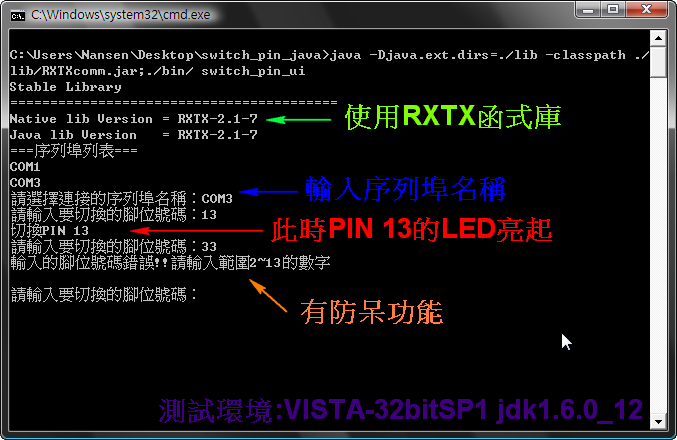 C:\Windows\system32\cmd.exe
C:\Users\Nansen\Desktop\switch_pin_java>java -Djava.ext.dirs=./lib -classpath ./
lib/RXTXcomm.jar;./bin/ switch_pin_ui
Stable Library
=========================================
Native lib Version = RXTX-2.1-7
使用RXTX函式庫
Java lib Version   = RXTX-2.1-7
===序列埠列表===
COM1
COM3
請選擇連接的序列埠名稱：COM3
輸入序列埠名稱
請輸入要切換的腳位號碼：13
切換PIN 13
此時PIN 13的LED亮起
請輸入要切換的腳位號碼：33
輸入的腳位號碼錯誤!!請輸入範圍2~13的數字
有防呆功能
請輸入要切換的腳位號碼：
測試環境:VISTA-32bitSP1 jdk1.6.0_12